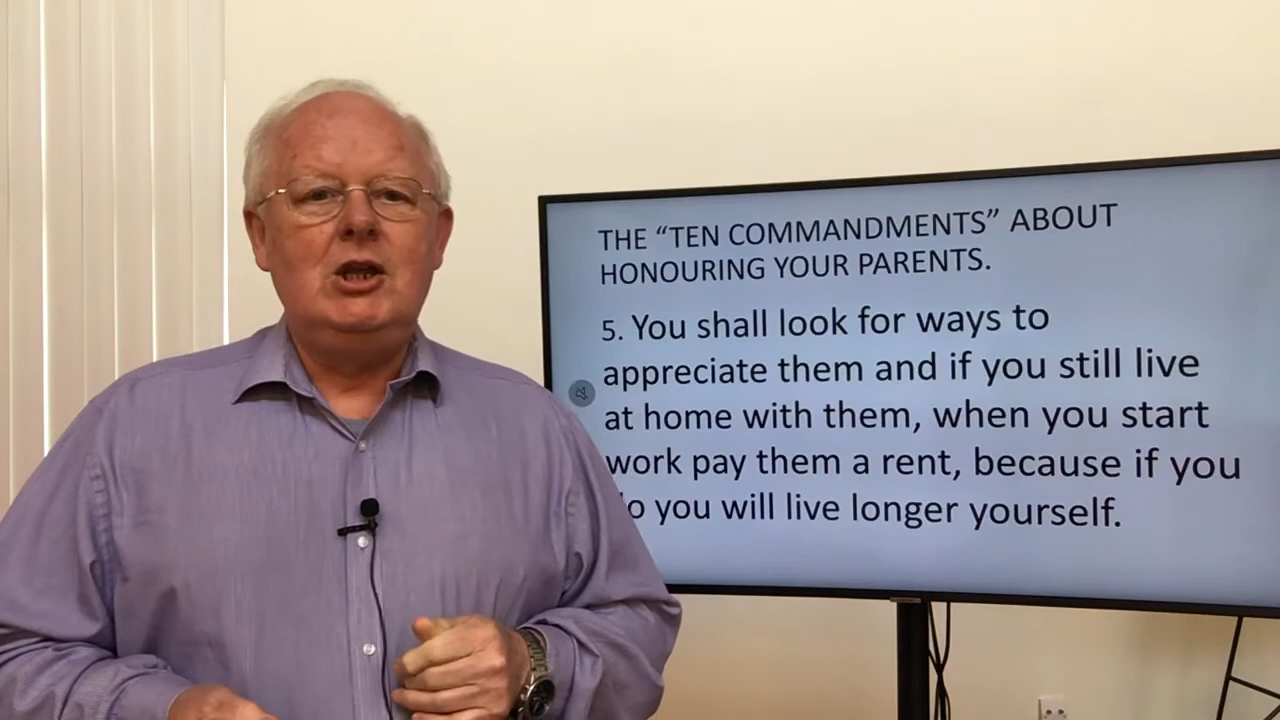 THE “TEN COMMANDMENTS” ABOUT
HONOURING YOUR PARENTS.
5. You shall look for ways to
appreciate them and if you still live
at home with them, when you start
work pay them a rent, because if you
you will live longer yourself.